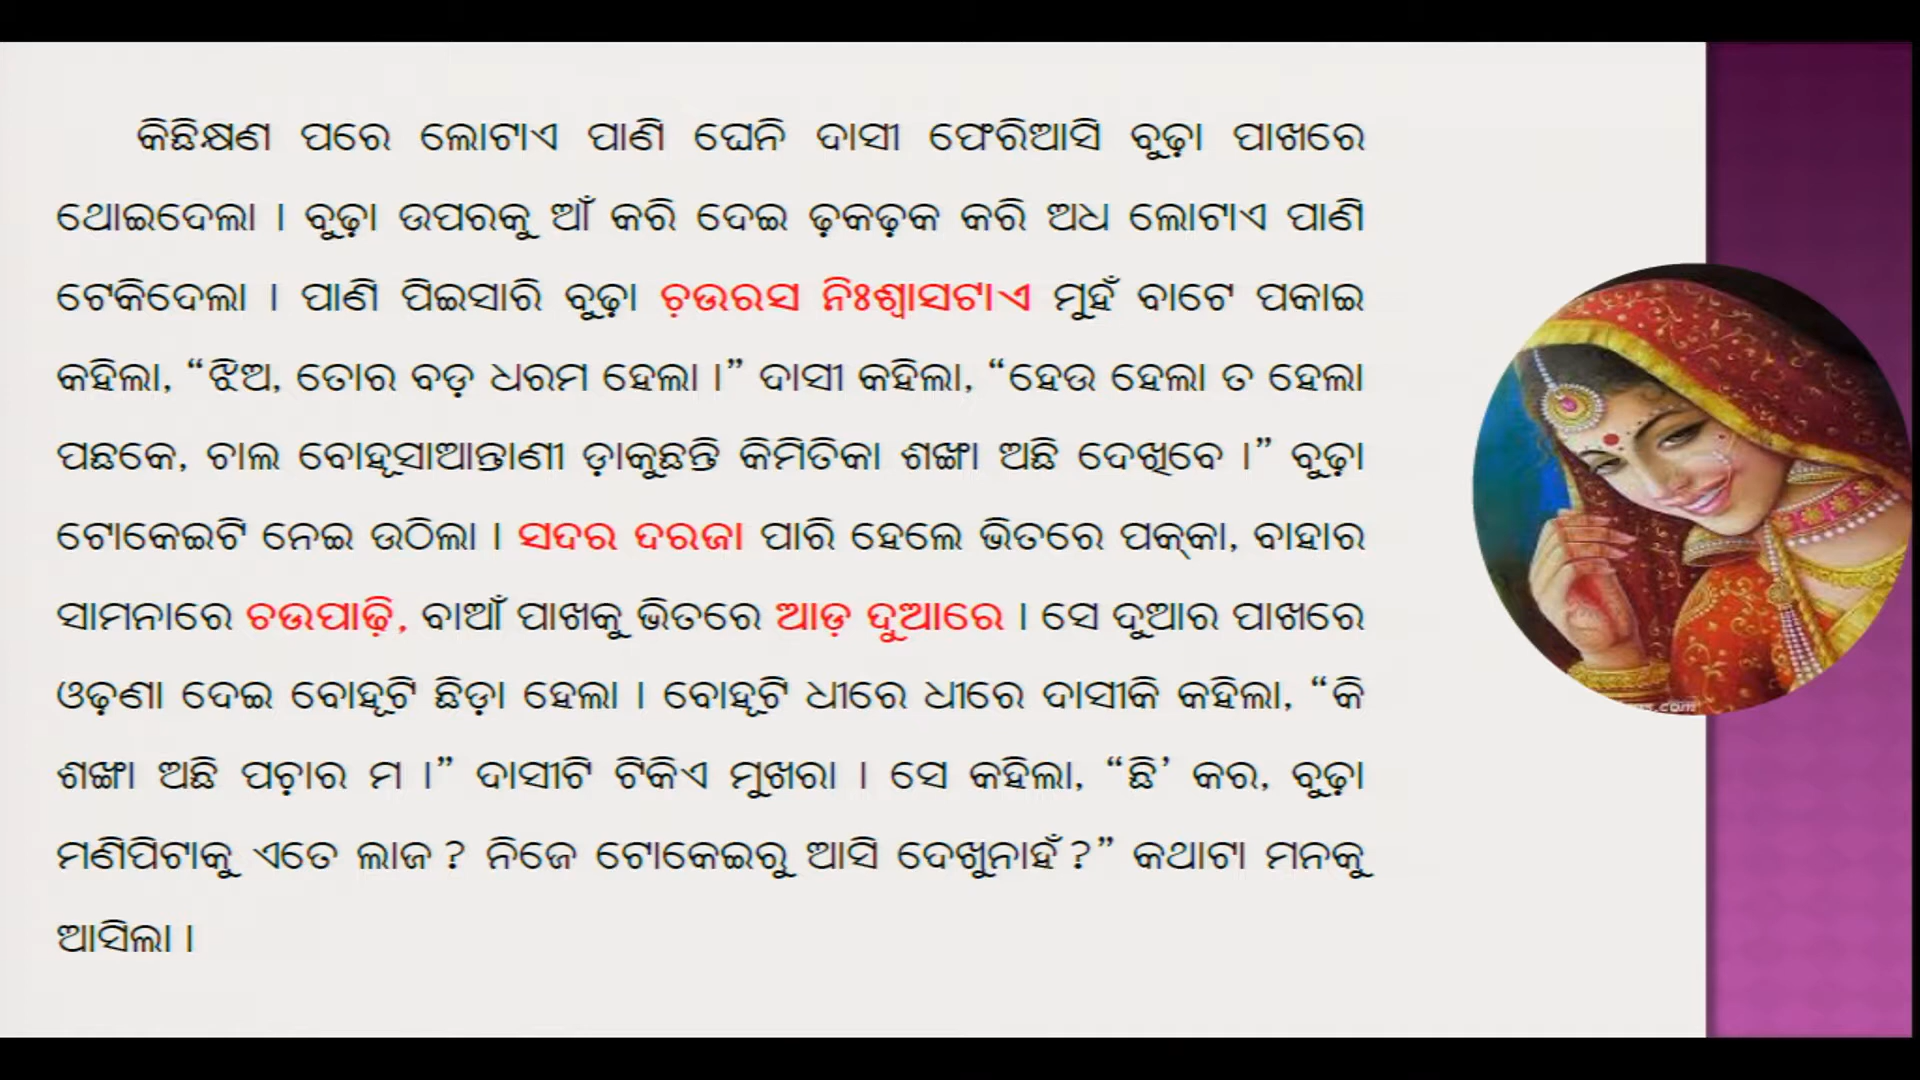 କିଛିକ୍ଷଣ ପରେ ଲୋଟାଏ ପାଣି ଘେନି ଦାସୀ ଫେରିଆସି ବୁଢ଼ା ପାଖରେ
ଥୋଇଦେଲା । ବୁଢ଼ା ଉପରକୁ ଆଁ କରି ଦେଇ ଢ଼କଢ଼କ କରି ଅଧ ଲୋଟାଏ ପାଣି
ଟେକିଦେଲା । ପାଣି ପିଇସାରି ବୁଢ଼ା ଚ଼ଉରସ ନିଃଶ୍ୱାସଟାଏ ମୁହଁ ବାଟେ ପକାଇ
କହିଲା, “ଝିଅ, ତୋର ବଡ଼ ଧରମ ହେଲା ।” ଦାସୀ କହିଲା, “ହେଉ ହେଲା ତ ହେଲା
ପଛକେ, ଚାଲ ବୋହୂସାଆନ୍ତାଣୀ ଡ଼ାକୁଛନ୍ତି କିମିତିକା ଶଙ୍ଖା ଅଛି ଦେଖିବେ ।” ବୁଢ଼ା
ଟୋକେଇଟି ନେଇ ଉଠିଲା । ସଦର ଦରଜା ପାରି ହେଲେ ଭିତରେ ପକ୍‌କା, ବାହାର
ସାମନାରେ ଚଉପାଢ଼ି, ବାଆଁ ପାଖକୁ ଭିତରେ ଆଡ଼ ଦୁଆରେ । ସେ ଦୁଆର ପାଖରେ
ଓଢ଼ଣା ଦେଇ ବୋହୂଟି ଛିଡ଼ା ହେଲା । ବୋହୂଟି ଧୀରେ ଧୀରେ ଦାସୀକି କହିଲା, “କି
ଶଙ୍ଖା ଅଛି ପଚ଼ାର ମ ।” ଦାସୀଟି ଟିକିଏ ମୁଖରା । ସେ କହିଲା, “ଛି’ କର, ବୁଢ଼ା
ମଣିପିଟାକୁ ଏତେ ଲାଜ ? ନିଜେ ଟୋକେଇରୁ ଆସି ଦେଖୁନାହଁ ?” କଥାଟା ମନକୁ
ଆସିଲା ।